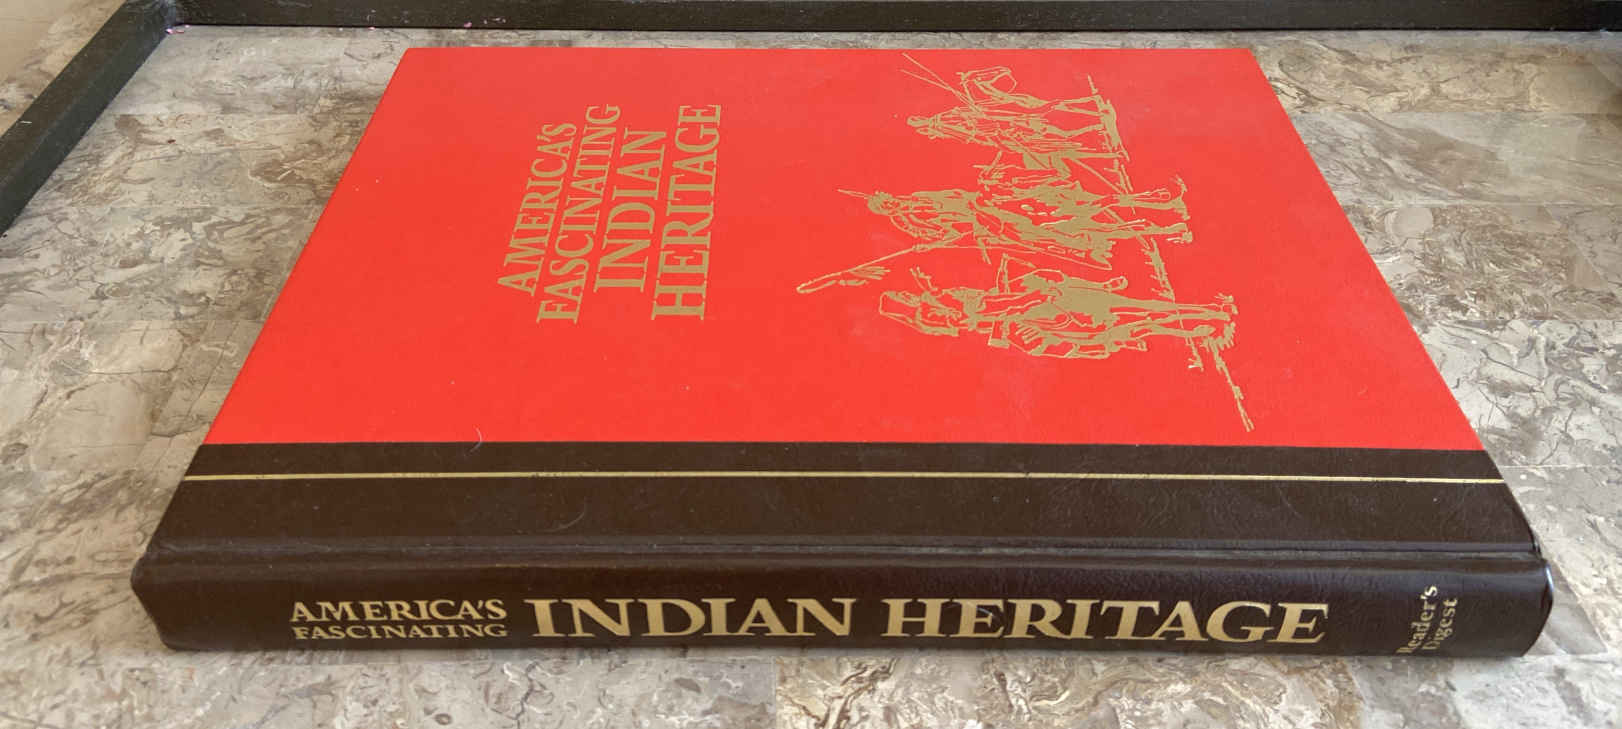 AMERICA'S
FASCINATING
INDIAN
HERITAGE
AMERICA'S
FASCINATING
INDIAN HERITAGE
Reader's
Digest